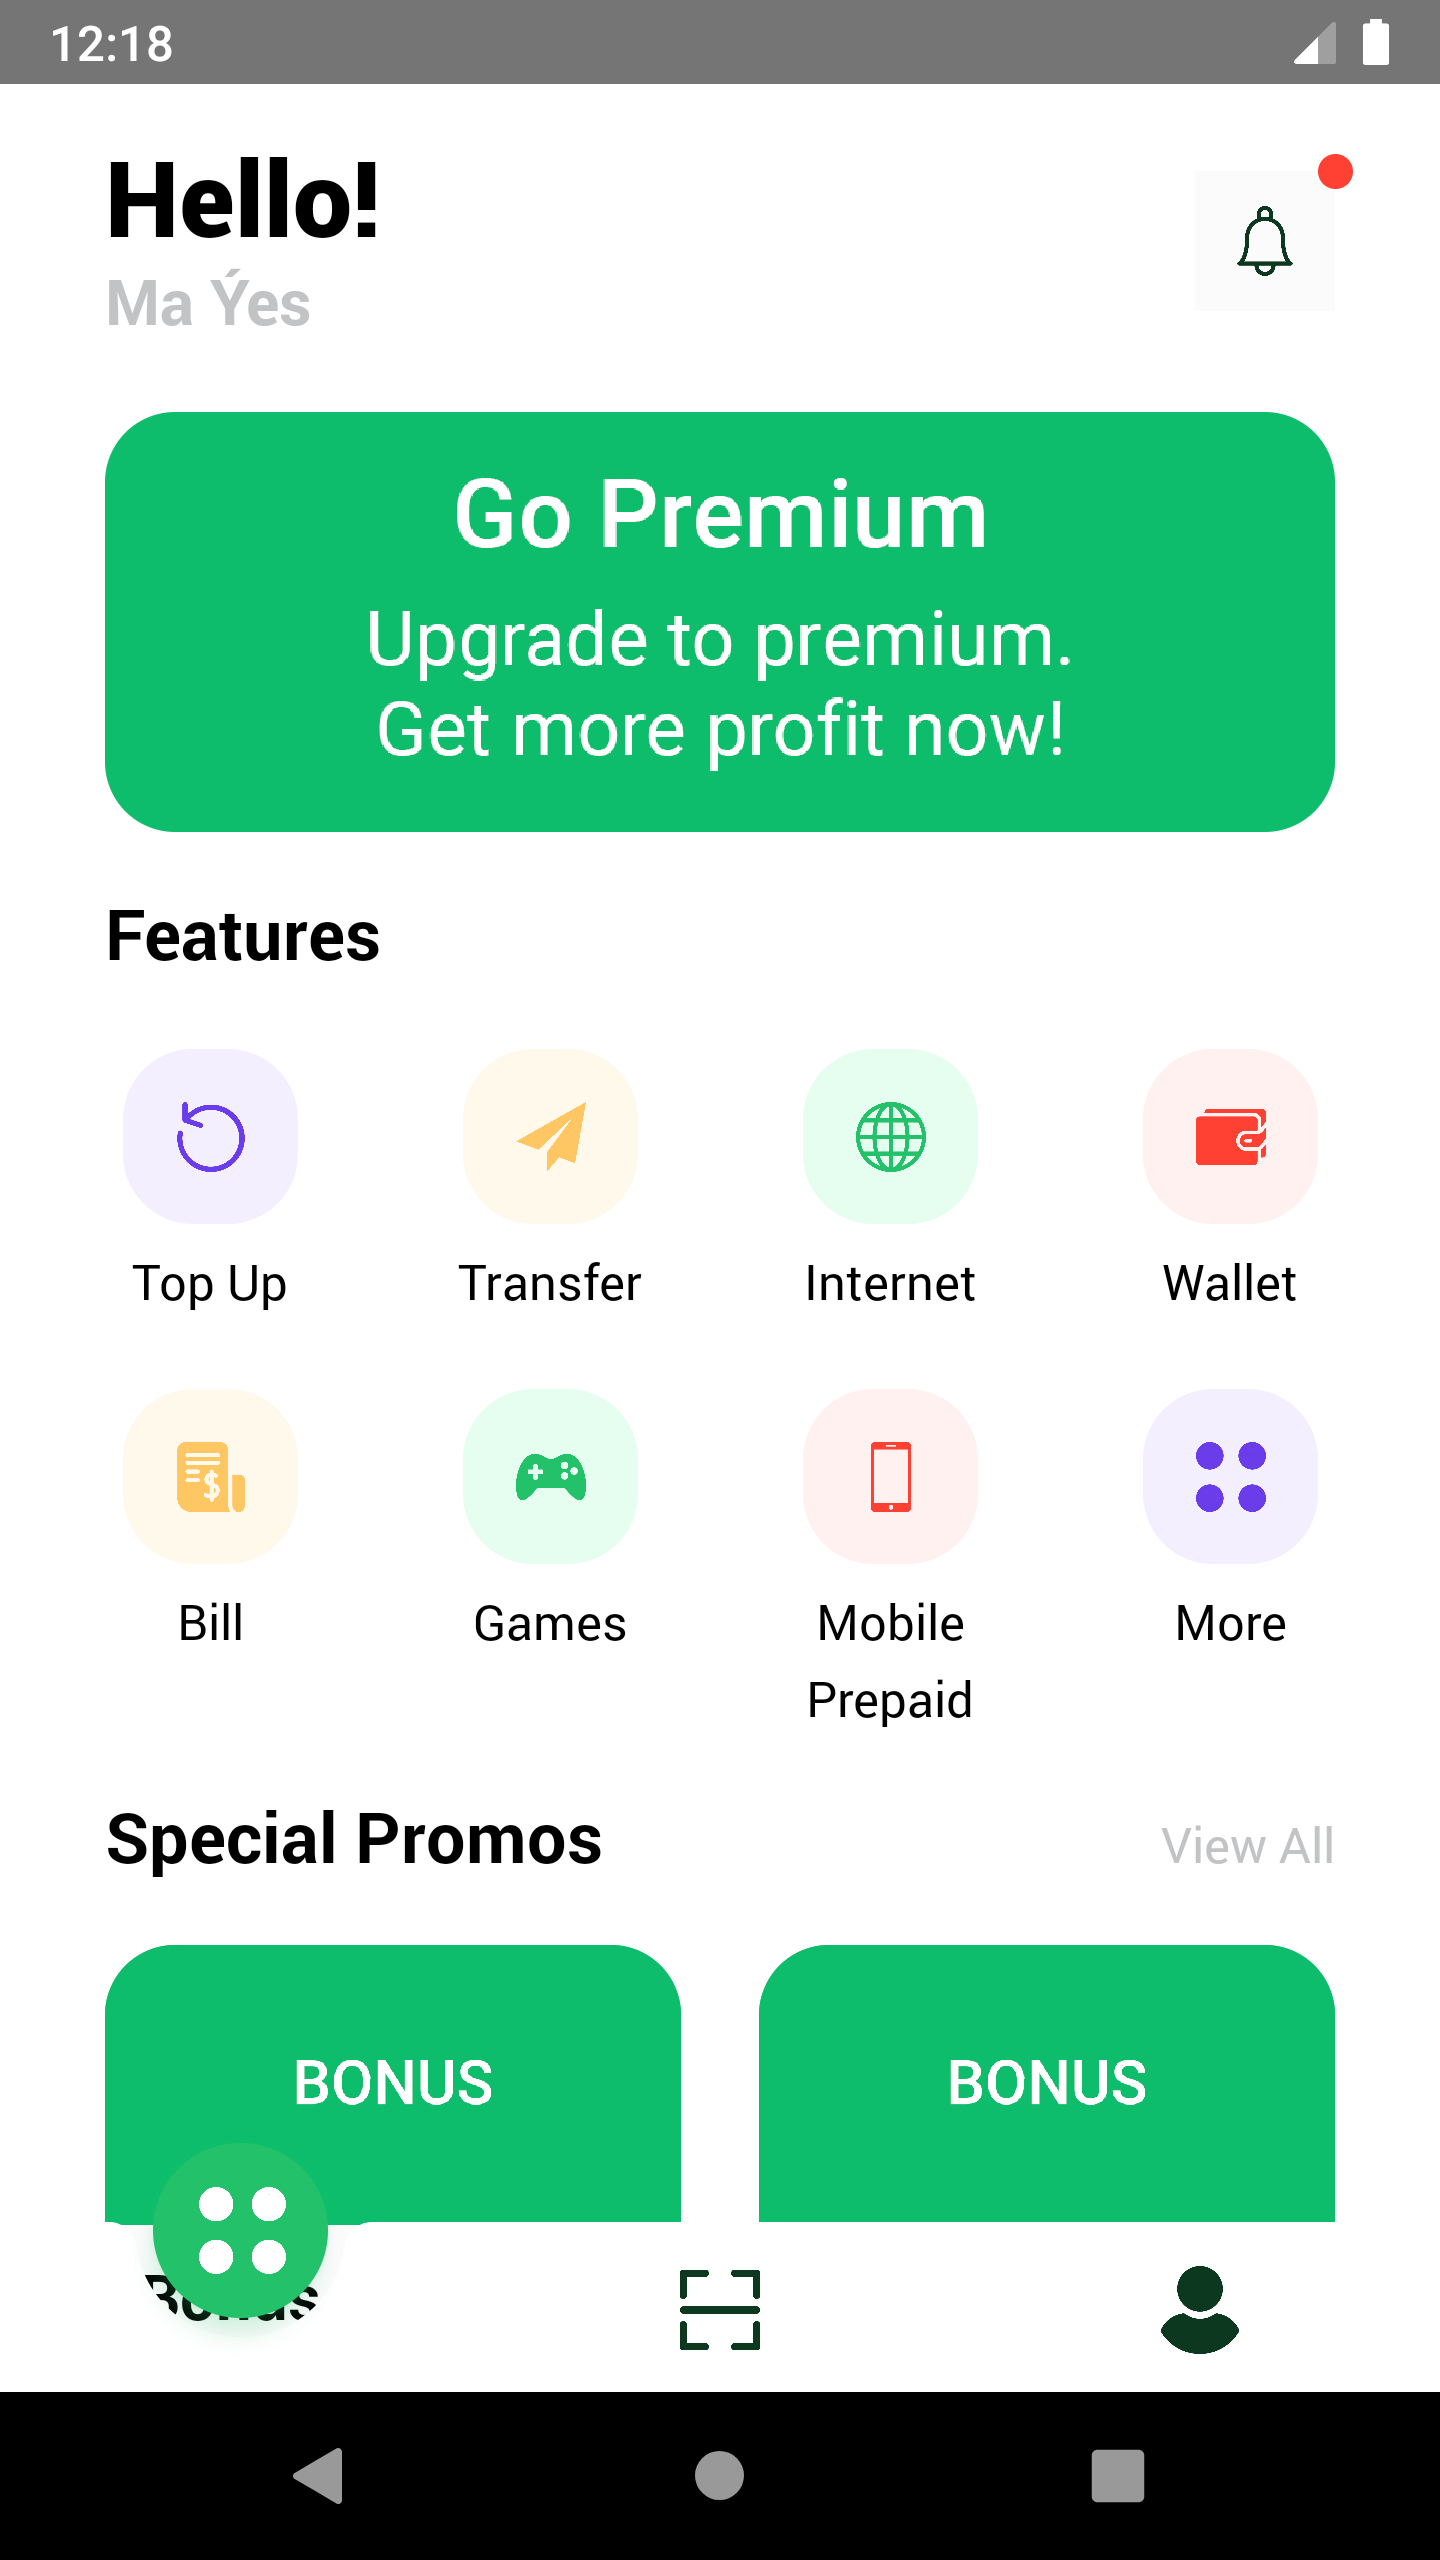 12:18
Hello!
Ma Ýes
Go Premium
Upgrade to premium.
Get more profit now!
Features
Top Up
Transfer
Internet
Wallet
Bill
Games
Mobile
Prepaid
More
Special Promos
View All
BONUS
BONUS